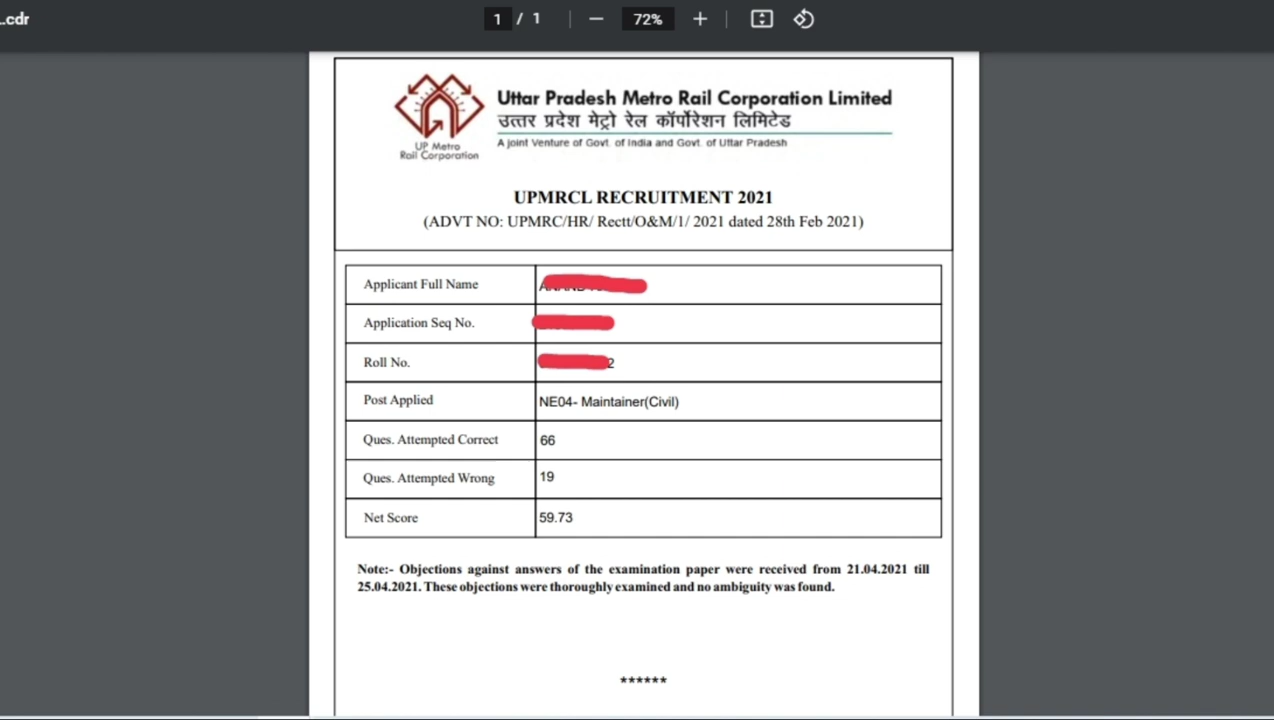 .cdr
1 / 1
72%
Uttar Pradesh Metro Rail Corporation Limited
उत्तर प्रदेश मेट्रो रेल कॉर्पोरेशन लिमिटेड
A joint Venture of Govt. of India and Govt. of Uttar Pradesh
UP Metro
Rail Corporation
UPMRCL RECRUITMENT 2021
(ADVT NO: UPMRC/HR/ Rectt/O&M/1/ 2021 dated 28th Feb 2021)
Applicant Full Name
Application Seq No.
Roll No. 2
Post Applied NE04- Maintainer(Civil)
Ques. Attempted Correct 66
Ques. Attempted Wrong 19
Net Score 59.73
Note:- Objections against answers of the examination paper were received from 21.04.2021 till
25.04.2021. These objections were thoroughly examined and no ambiguity was found.
******